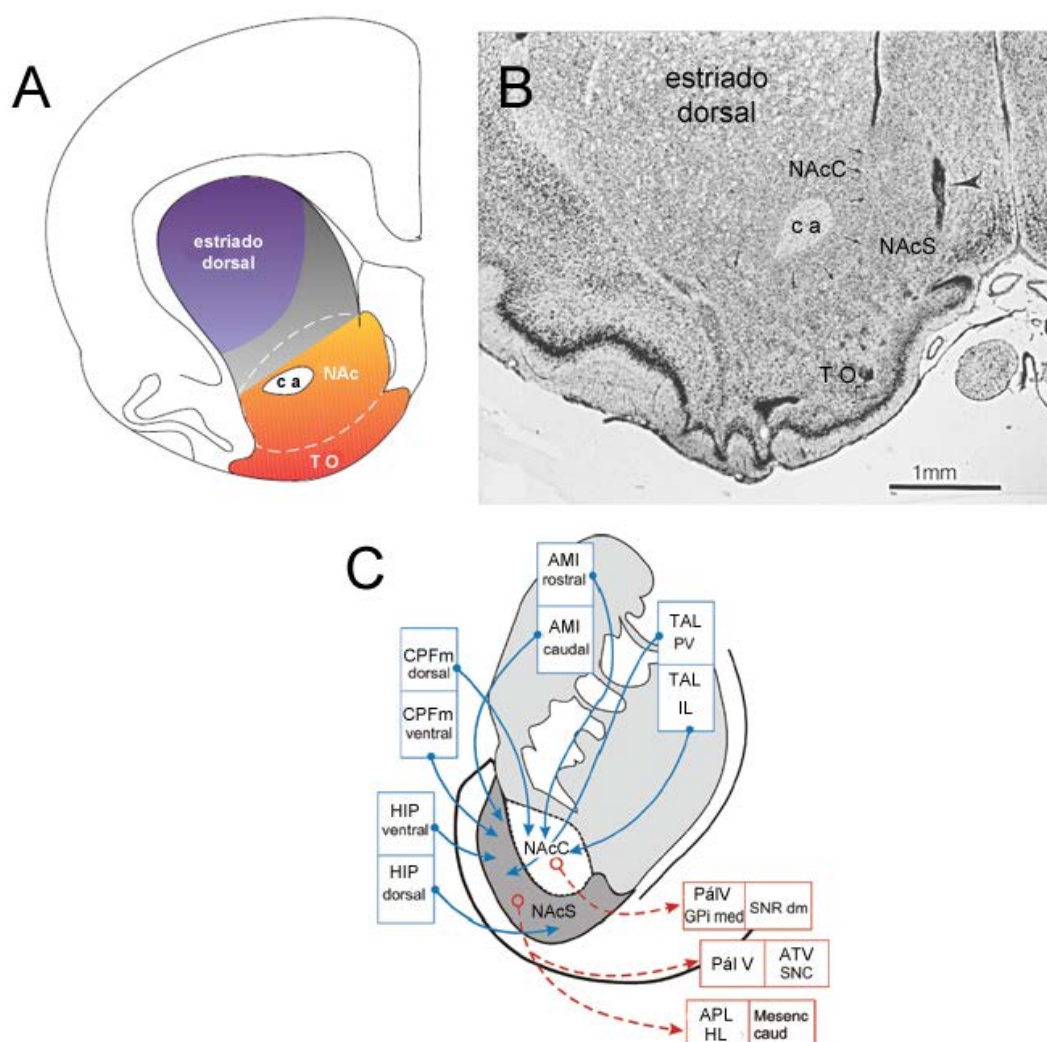 A
estriado
dorsal
NAc
c a
T O
B
estriado
dorsal
NAcC
c a
NAcS
T O
1mm
C
AMI
rostral
AMI
caudal
TAL
PV
TAL
IL
CPFm
dorsal
CPFm
ventral
HIP
ventral
HIP
dorsal
NAcC
NAcS
PálV
GPi med
SNR dm
Pál V
ATV
SNC
APL
HL
Mesenc
caud